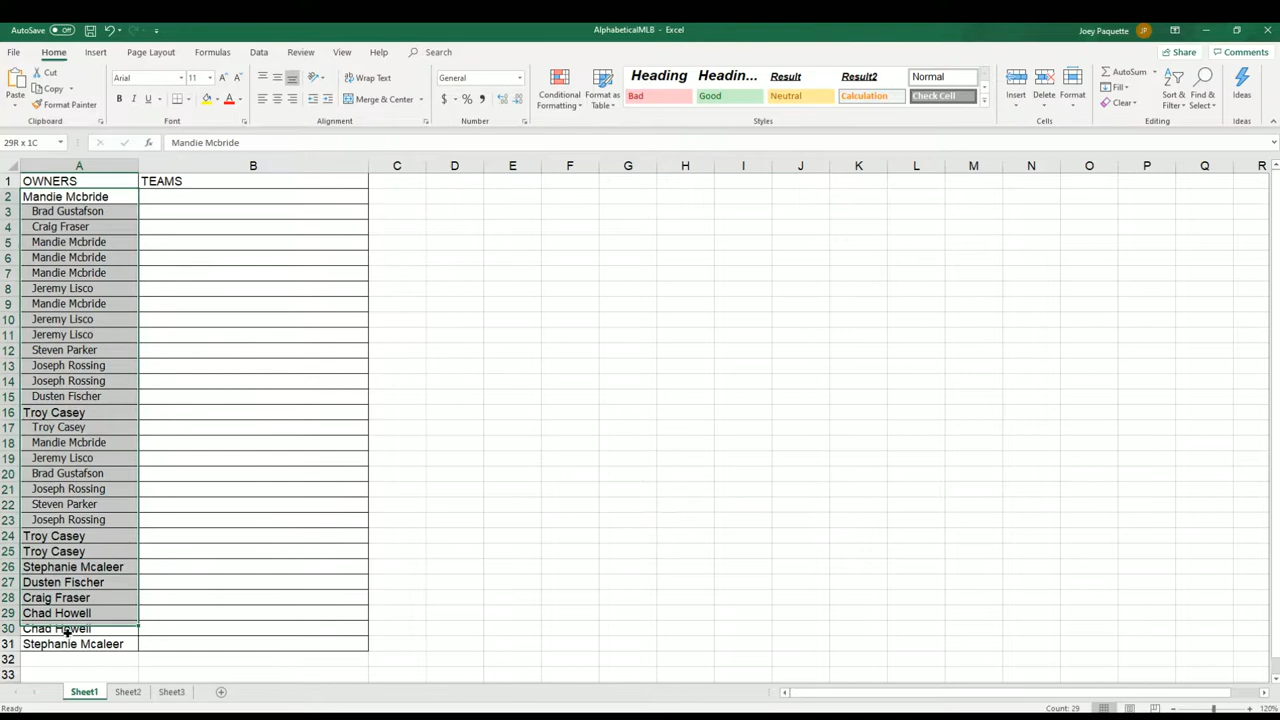 AutoSave Off
AlphabeticalMLB - Excel
Joey Paquette JP
File Home Insert Page Layout Formulas Data Review View Help Search
Share Comments
Paste
Cut
Copy
Format Painter
Clipboard
Arial 11
B I U
Font
Wrap Text
Merge & Center
Alignment
General
$ % ,
Number
Conditional Formatting
Format as Table
Heading Headin... Result Result2 Normal
Bad Good Neutral Calculation Check Cell
Styles
Insert Delete Format
Cells
AutoSum
Fill
Clear
Sort & Filter
Find & Select
Editing
Ideas
Ideas
29R x 1C fx Mandie Mcbride
A B C D E F G H I J K L M N O P Q R
1 OWNERS TEAMS
2 Mandie Mcbride
3 Brad Gustafson
4 Craig Fraser
5 Mandie Mcbride
6 Mandie Mcbride
7 Mandie Mcbride
8 Jeremy Lisco
9 Mandie Mcbride
10 Jeremy Lisco
11 Jeremy Lisco
12 Steven Parker
13 Joseph Rossing
14 Joseph Rossing
15 Dusten Fischer
16 Troy Casey
17 Troy Casey
18 Mandie Mcbride
19 Jeremy Lisco
20 Brad Gustafson
21 Joseph Rossing
22 Steven Parker
23 Joseph Rossing
24 Troy Casey
25 Troy Casey
26 Stephanie Mcaleer
27 Dusten Fischer
28 Craig Fraser
29 Chad Howell
30 Chad Howell
31 Stephanie Mcaleer
32
33
Sheet1 Sheet2 Sheet3
Ready Count: 29 120%